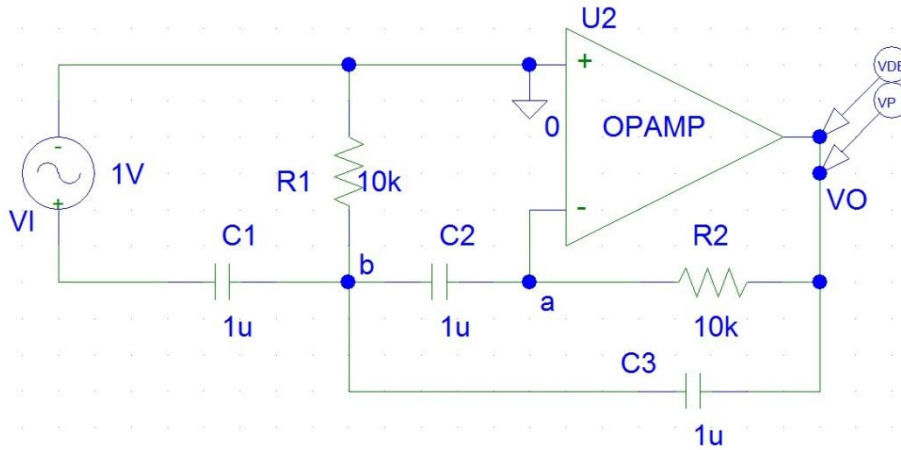 U2
VDB
VP
+
0
OPAMP
-
1V
R1
10k
VI
+
-
VO
C1
b
C2
R2
1u
1u
a
10k
C3
1u